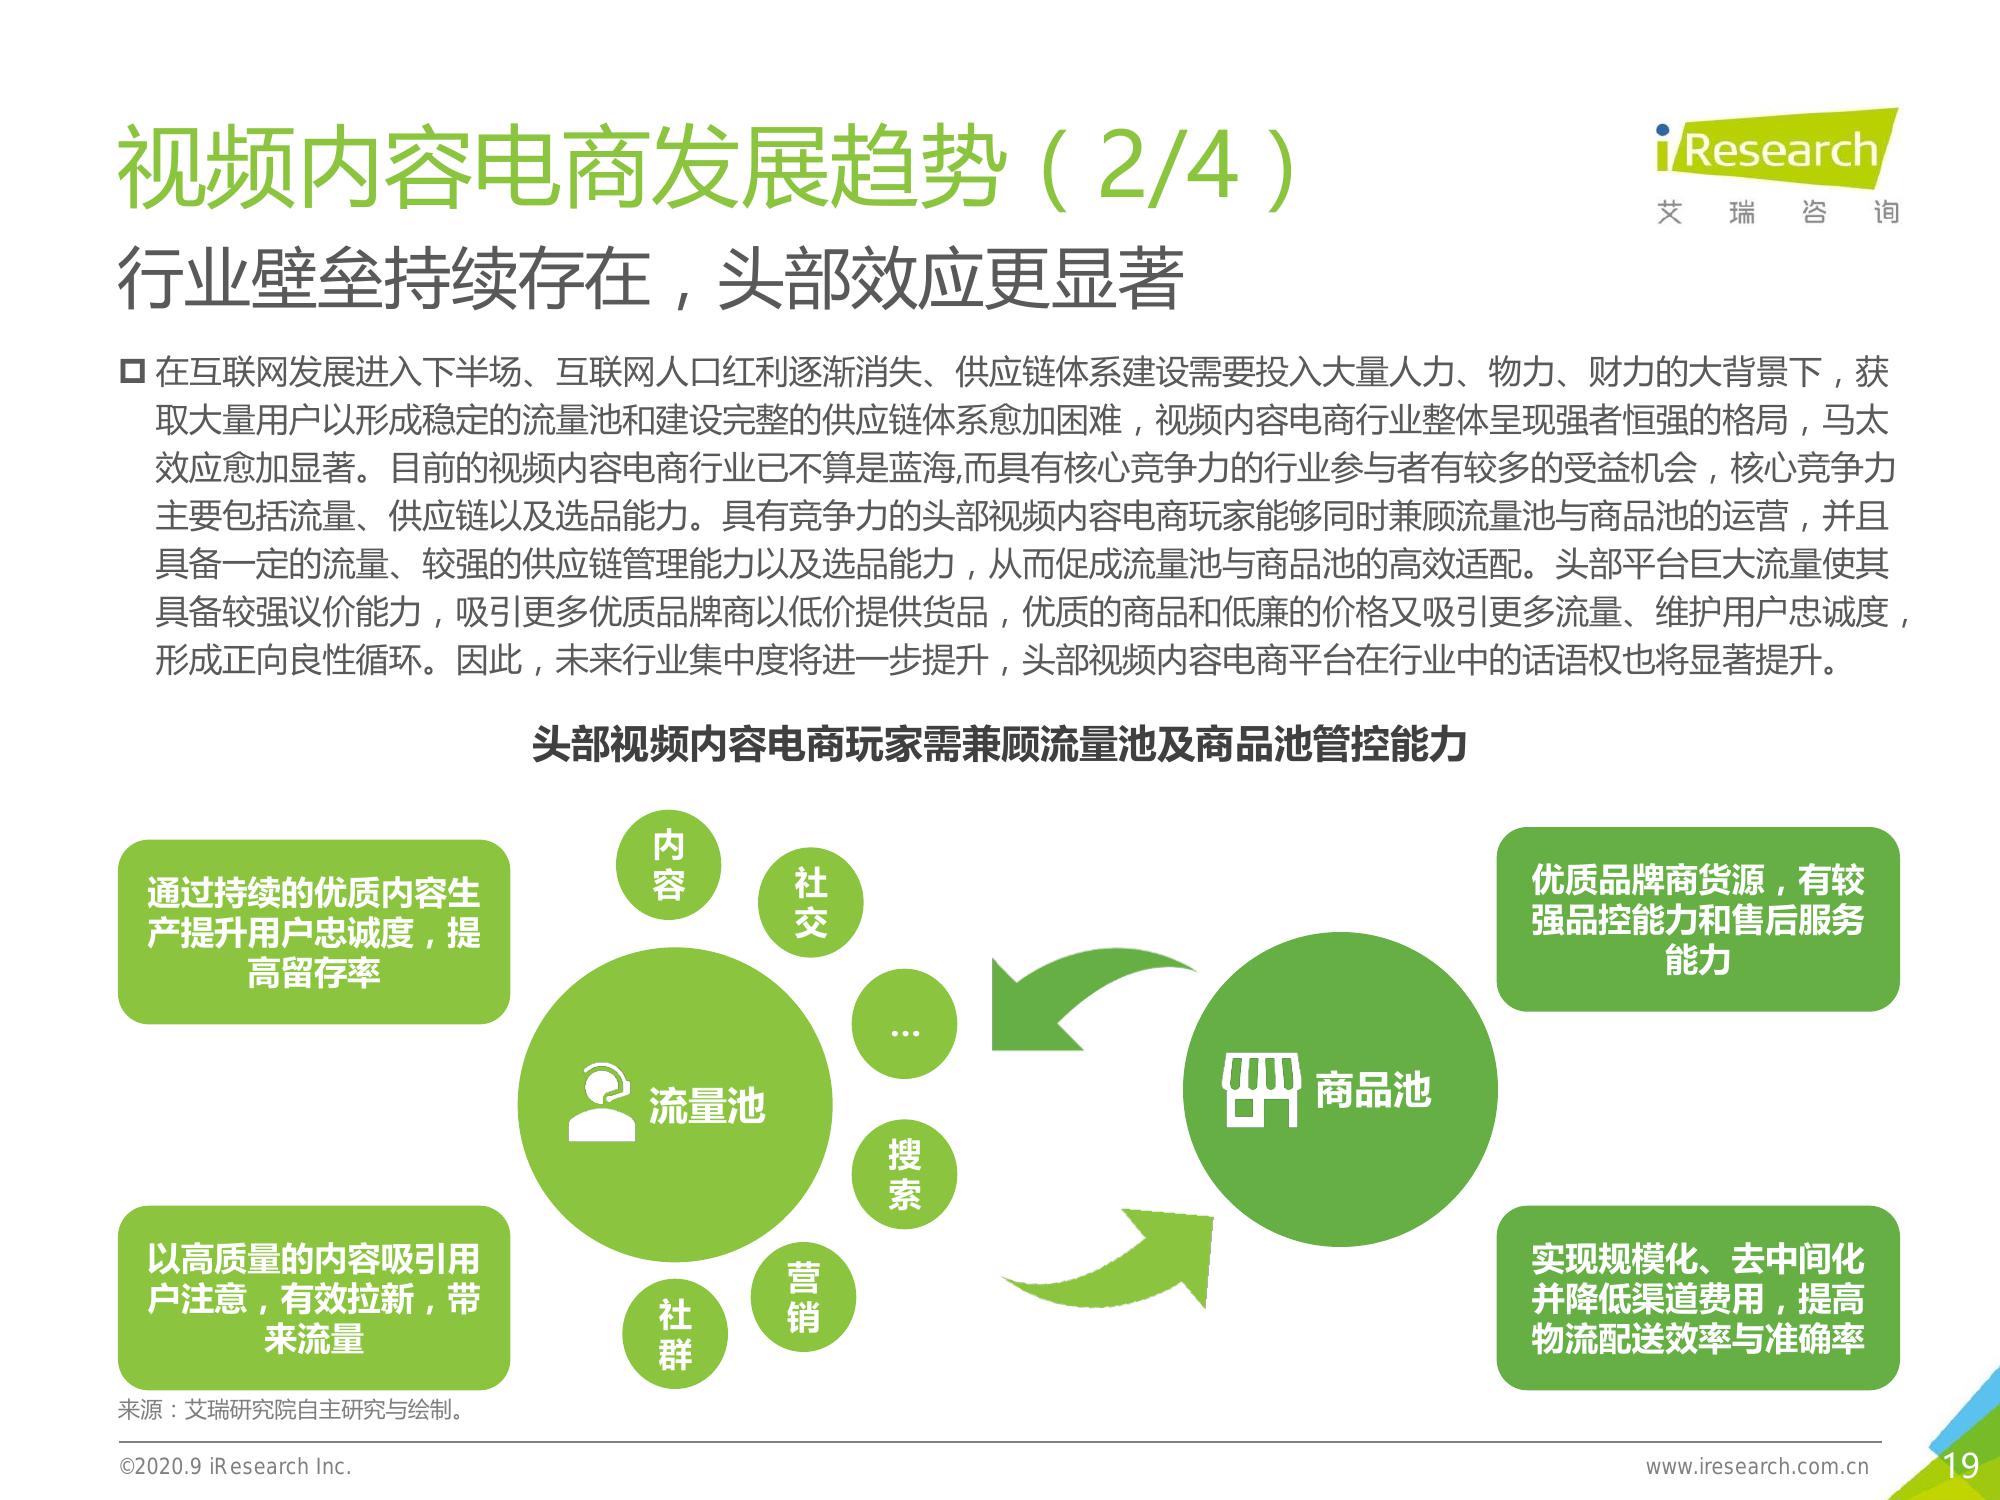 视频内容电商发展趋势（2/4）
iResearch
艾瑞咨询
行业壁垒持续存在，头部效应更显著
在互联网发展进入下半场、互联网人口红利逐渐消失、供应链体系建设需要投入大量人力、物力、财力的大背景下，获
取大量用户以形成稳定的流量池和建设完整的供应链体系愈加困难，视频内容电商行业整体呈现强者恒强的格局，马太
效应愈加显著。目前的视频内容电商行业已不算是蓝海,而具有核心竞争力的行业参与者有较多的受益机会，核心竞争力
主要包括流量、供应链以及选品能力。具有竞争力的头部视频内容电商玩家能够同时兼顾流量池与商品池的运营，并且
具备一定的流量、较强的供应链管理能力以及选品能力，从而促成流量池与商品池的高效适配。头部平台巨大流量使其
具备较强议价能力，吸引更多优质品牌商以低价提供货品，优质的商品和低廉的价格又吸引更多流量、维护用户忠诚度，
形成正向良性循环。因此，未来行业集中度将进一步提升，头部视频内容电商平台在行业中的话语权也将显著提升。
头部视频内容电商玩家需兼顾流量池及商品池管控能力
通过持续的优质内容生
产提升用户忠诚度，提
高留存率
以高质量的内容吸引用
户注意，有效拉新，带
来流量
内
容
社
交
...
搜
索
营
销
社
群
流量池
商品池
优质品牌商货源，有较
强品控能力和售后服务
能力
实现规模化、去中间化
并降低渠道费用，提高
物流配送效率与准确率
来源：艾瑞研究院自主研究与绘制。
©2020.9 iResearch Inc.
www.iresearch.com.cn
19